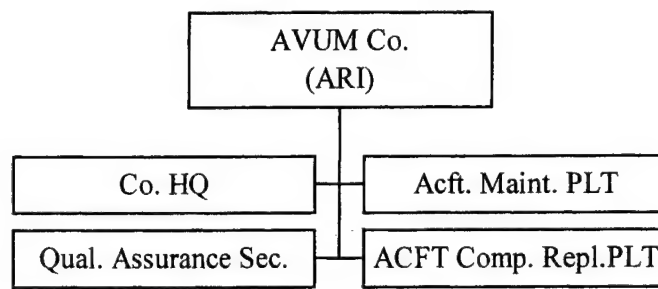 AVUM Co.
(ARI)
Co. HQ
Acft. Maint. PLT
Qual. Assurance Sec.
ACFT Comp. Repl.PLT